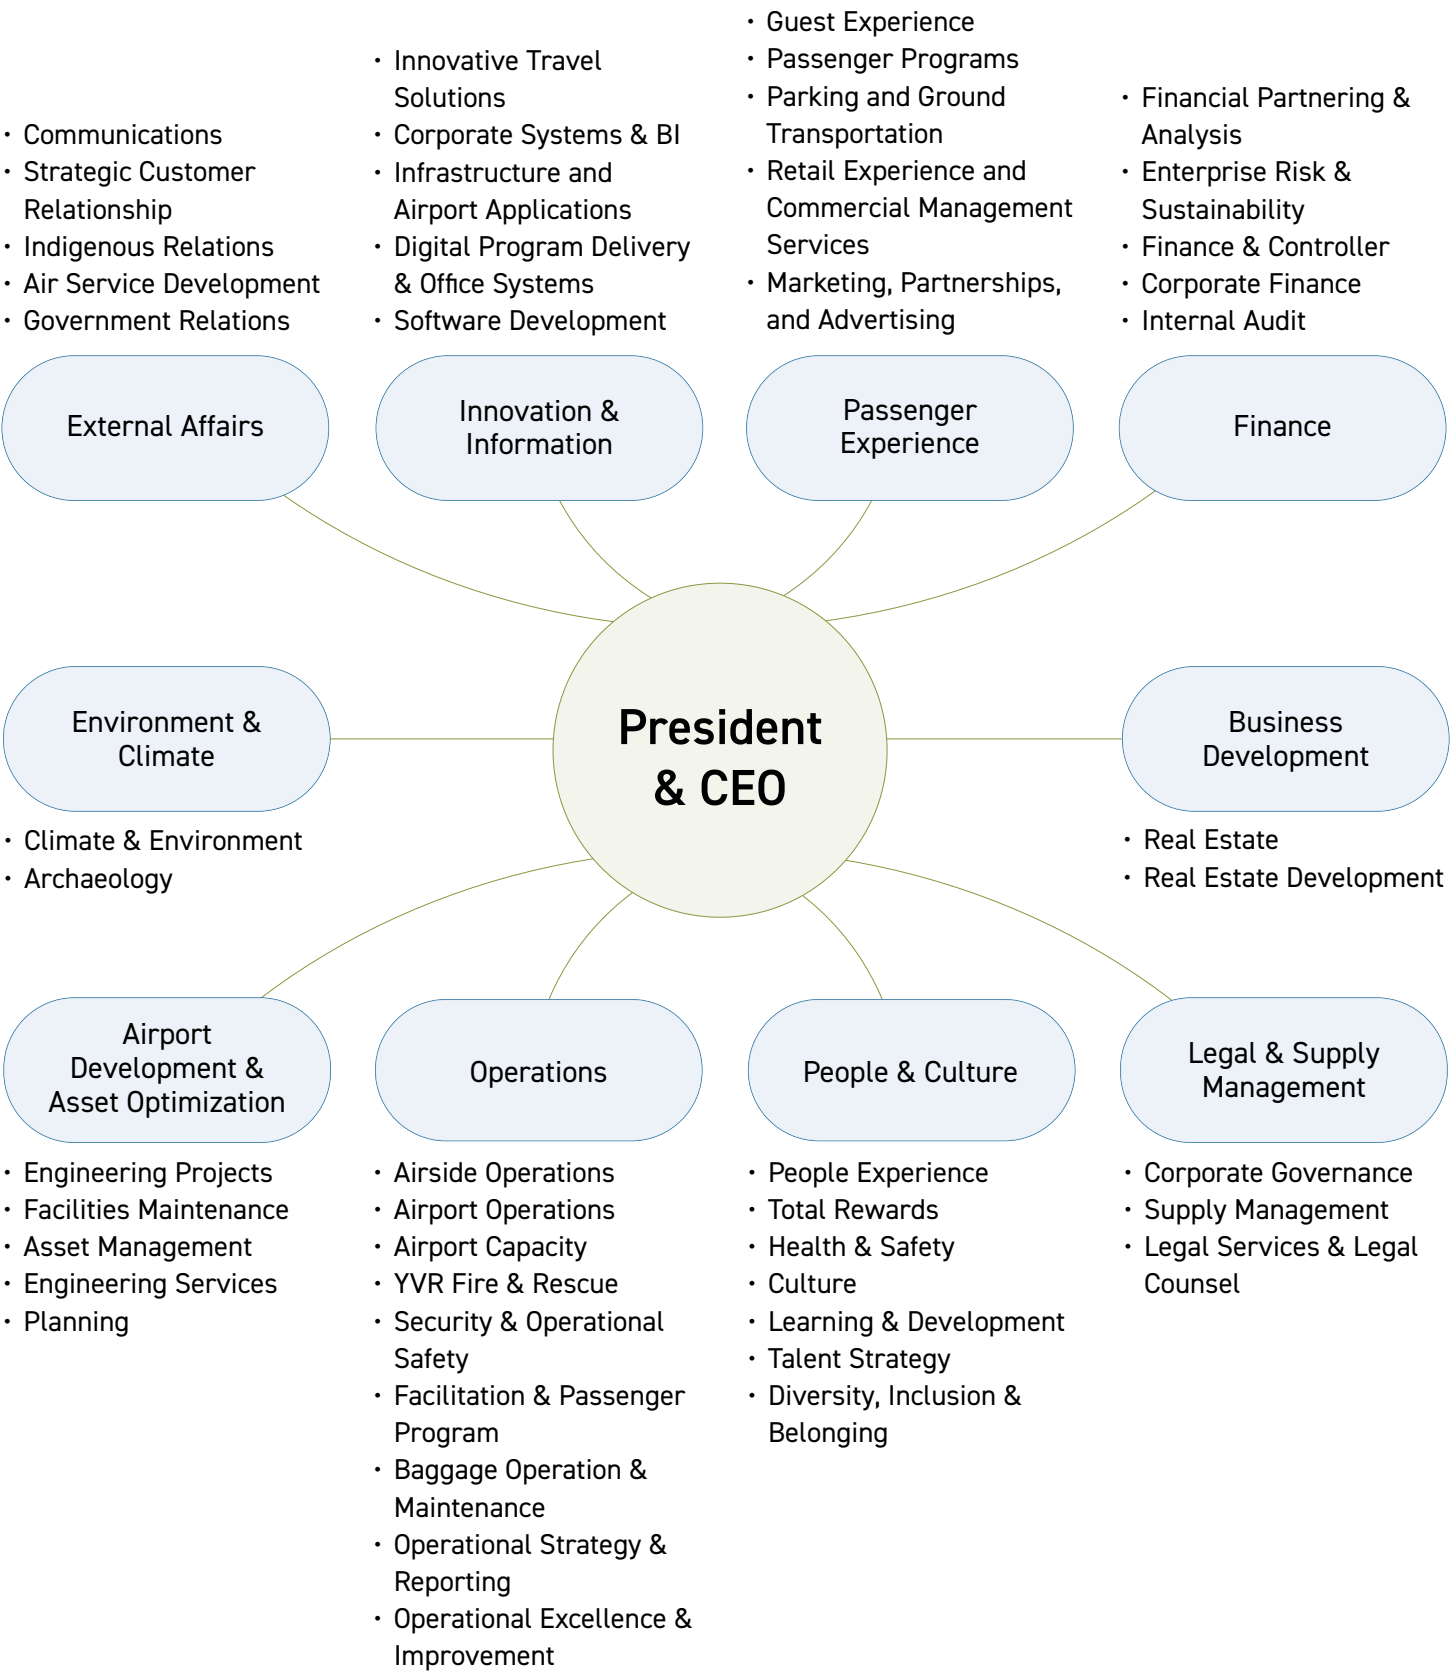 • Communications
• Strategic Customer
Relationship
• Indigenous Relations
• Air Service Development
• Government Relations
External Affairs
• Innovative Travel
Solutions
• Corporate Systems & BI
• Infrastructure and
Airport Applications
• Digital Program Delivery
& Office Systems
• Software Development
Innovation &
Information
• Guest Experience
• Passenger Programs
• Parking and Ground
Transportation
• Retail Experience and
Commercial Management
Services
• Marketing, Partnerships,
and Advertising
Passenger
Experience
• Financial Partnering &
Analysis
• Enterprise Risk &
Sustainability
• Finance & Controller
• Corporate Finance
• Internal Audit
Finance
Environment &
Climate
• Climate & Environment
• Archaeology
President
& CEO
Business
Development
• Real Estate
• Real Estate Development
Airport
Development &
Asset Optimization
• Engineering Projects
• Facilities Maintenance
• Asset Management
• Engineering Services
• Planning
Operations
• Airside Operations
• Airport Operations
• Airport Capacity
• YVR Fire & Rescue
• Security & Operational
Safety
• Facilitation & Passenger
Program
• Baggage Operation &
Maintenance
• Operational Strategy &
Reporting
• Operational Excellence &
Improvement
People & Culture
• People Experience
• Total Rewards
• Health & Safety
• Culture
• Learning & Development
• Talent Strategy
• Diversity, Inclusion &
Belonging
Legal & Supply
Management
• Corporate Governance
• Supply Management
• Legal Services & Legal
Counsel